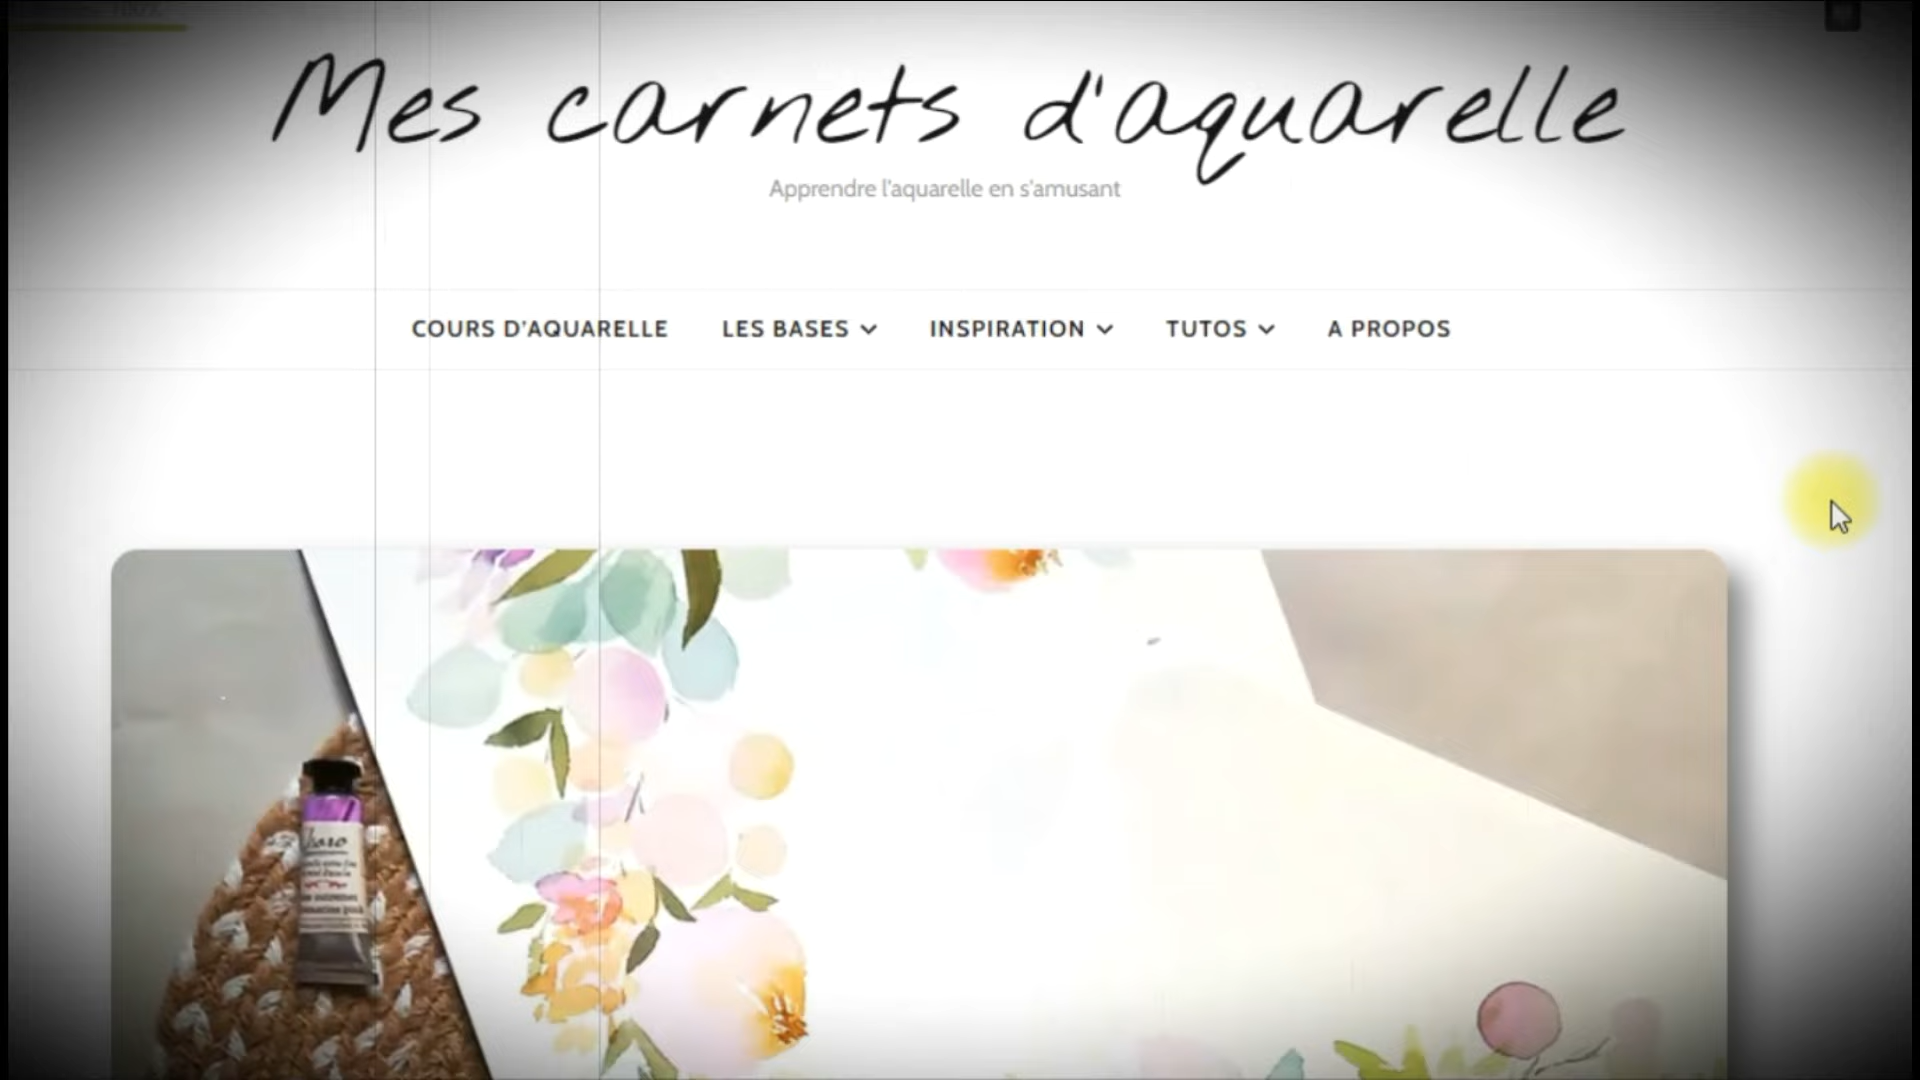 Mes carnets d'aquarelle
Apprendre l'aquarelle en s'amusant
COURS D'AQUARELLE LES BASES INSPIRATION TUTOS A PROPOS